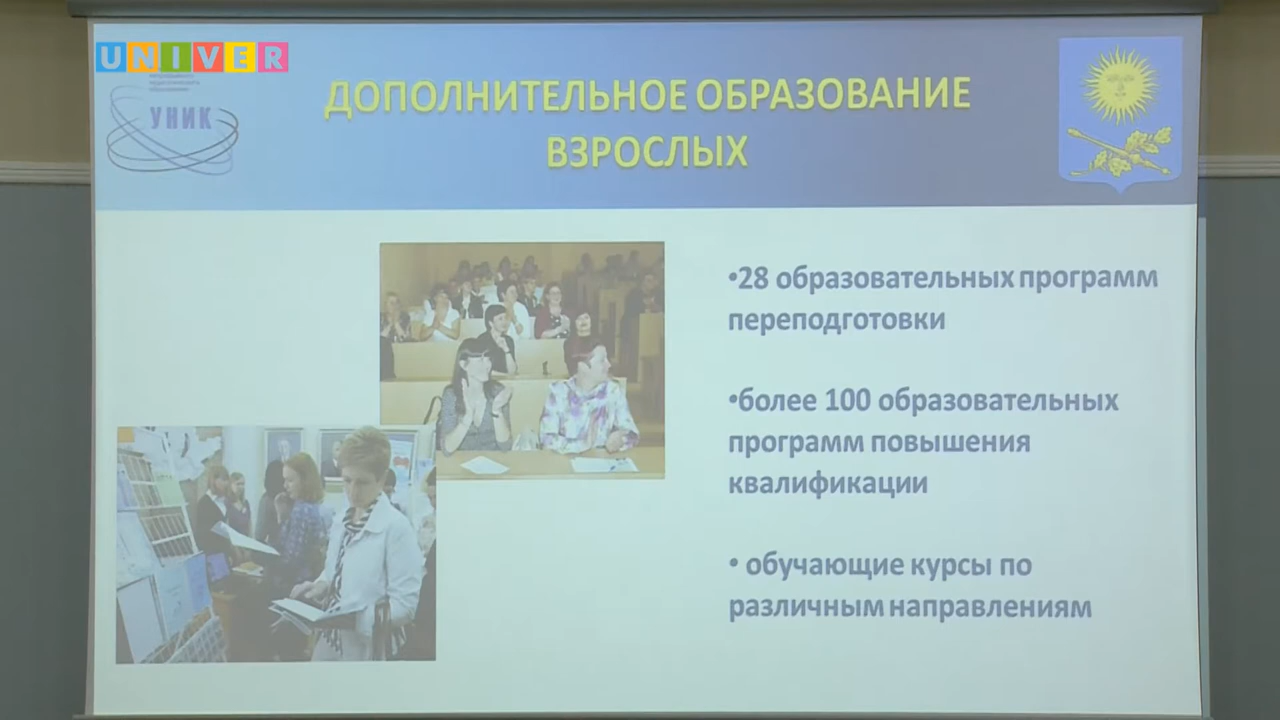 UNIVER
УНИК
ДОПОЛНИТЕЛЬНОЕ ОБРАЗОВАНИЕ
ВЗРОСЛЫХ
•28 образовательных программ
переподготовки
•более 100 образовательных
программ повышения
квалификации
• обучающие курсы по
различным направлениям